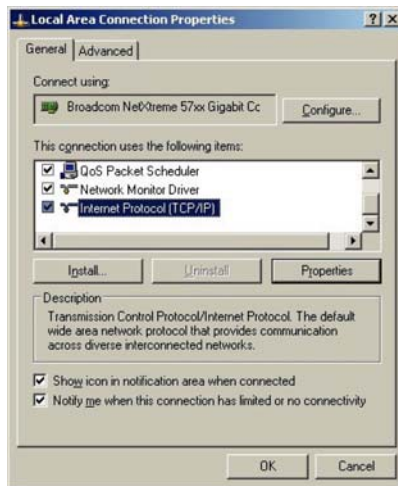 Local Area Connection Properties
General
Advanced
Connect using:
Broadcom NetXtreme 57xx Gigabit Cc
Configure...
This connection uses the following items:
QoS Packet Scheduler
Network Monitor Driver
Internet Protocol (TCP/IP)
Install...
Uninstall
Properties
Description
Transmission Control Protocol/Internet Protocol. The default
wide area network protocol that provides communication
across diverse interconnected networks.
Show icon in notification area when connected
Notify me when this connection has limited or no connectivity
OK
Cancel